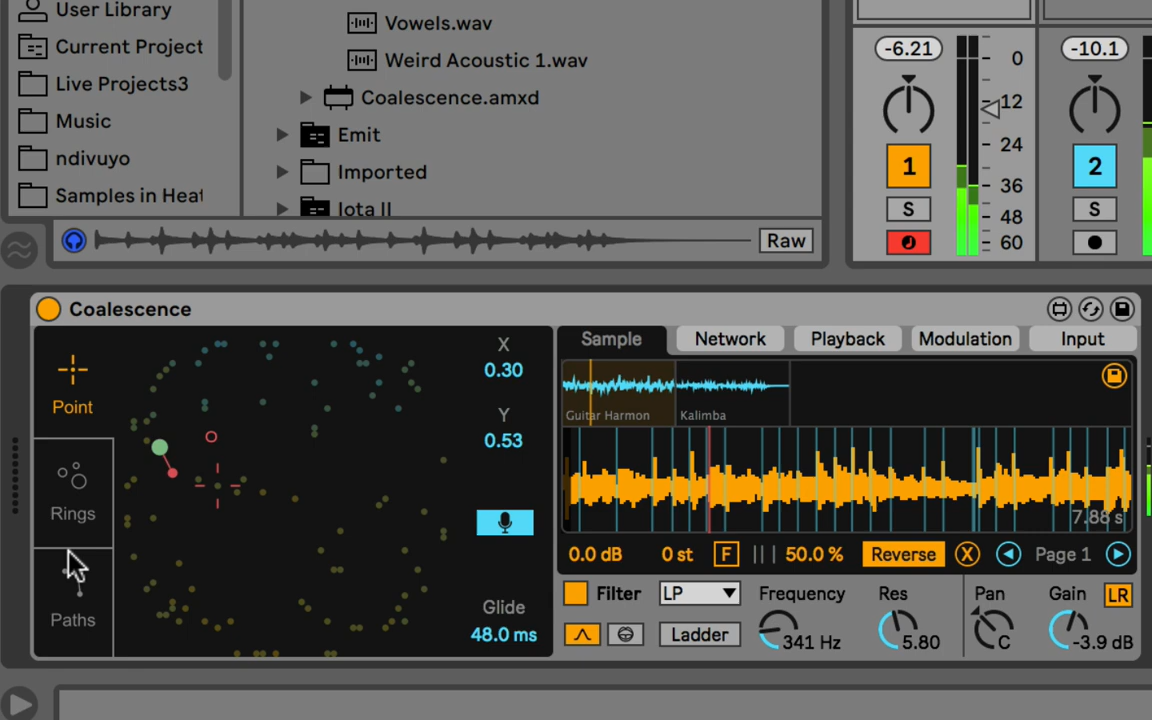 User Library
Current Project
Live Projects3
Music
ndivuyo
Samples in Heat
Vowels.wav
Weird Acoustic 1.wav
Coalescence.amxd
Emit
Imported
Iota II
Raw
-6.21
-10.1
0
12
24
36
48
60
1
2
S
S
Coalescence
Point
Rings
Paths
X
0.30
Y
0.53
Glide
48.0 ms
Sample
Network
Playback
Modulation
Input
Guitar Harmon
Kalimba
7.88 s
0.0 dB
0 st
F
50.0 %
Reverse
X
Page 1
Filter
LP
Frequency
Res
Pan
Gain
LR
Ladder
341 Hz
5.80
C
-3.9 dB